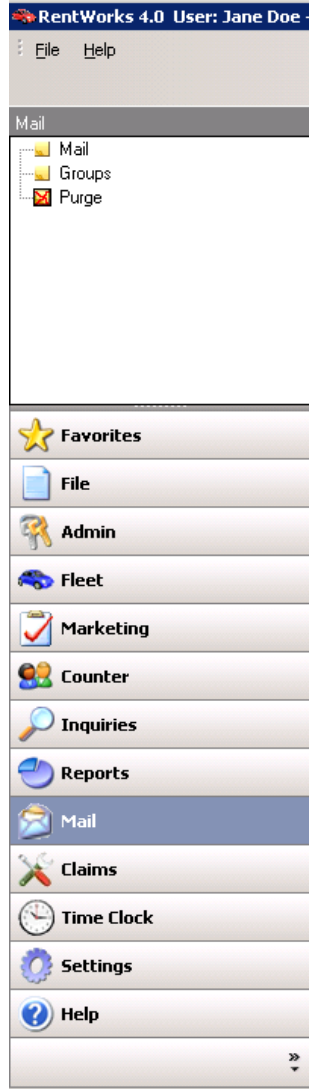 RentWorks 4.0 User: Jane Doe -
File Help
Mail
Mail
Groups
Purge
Favorites
File
Admin
Fleet
Marketing
Counter
Inquiries
Reports
Mail
Claims
Time Clock
Settings
Help